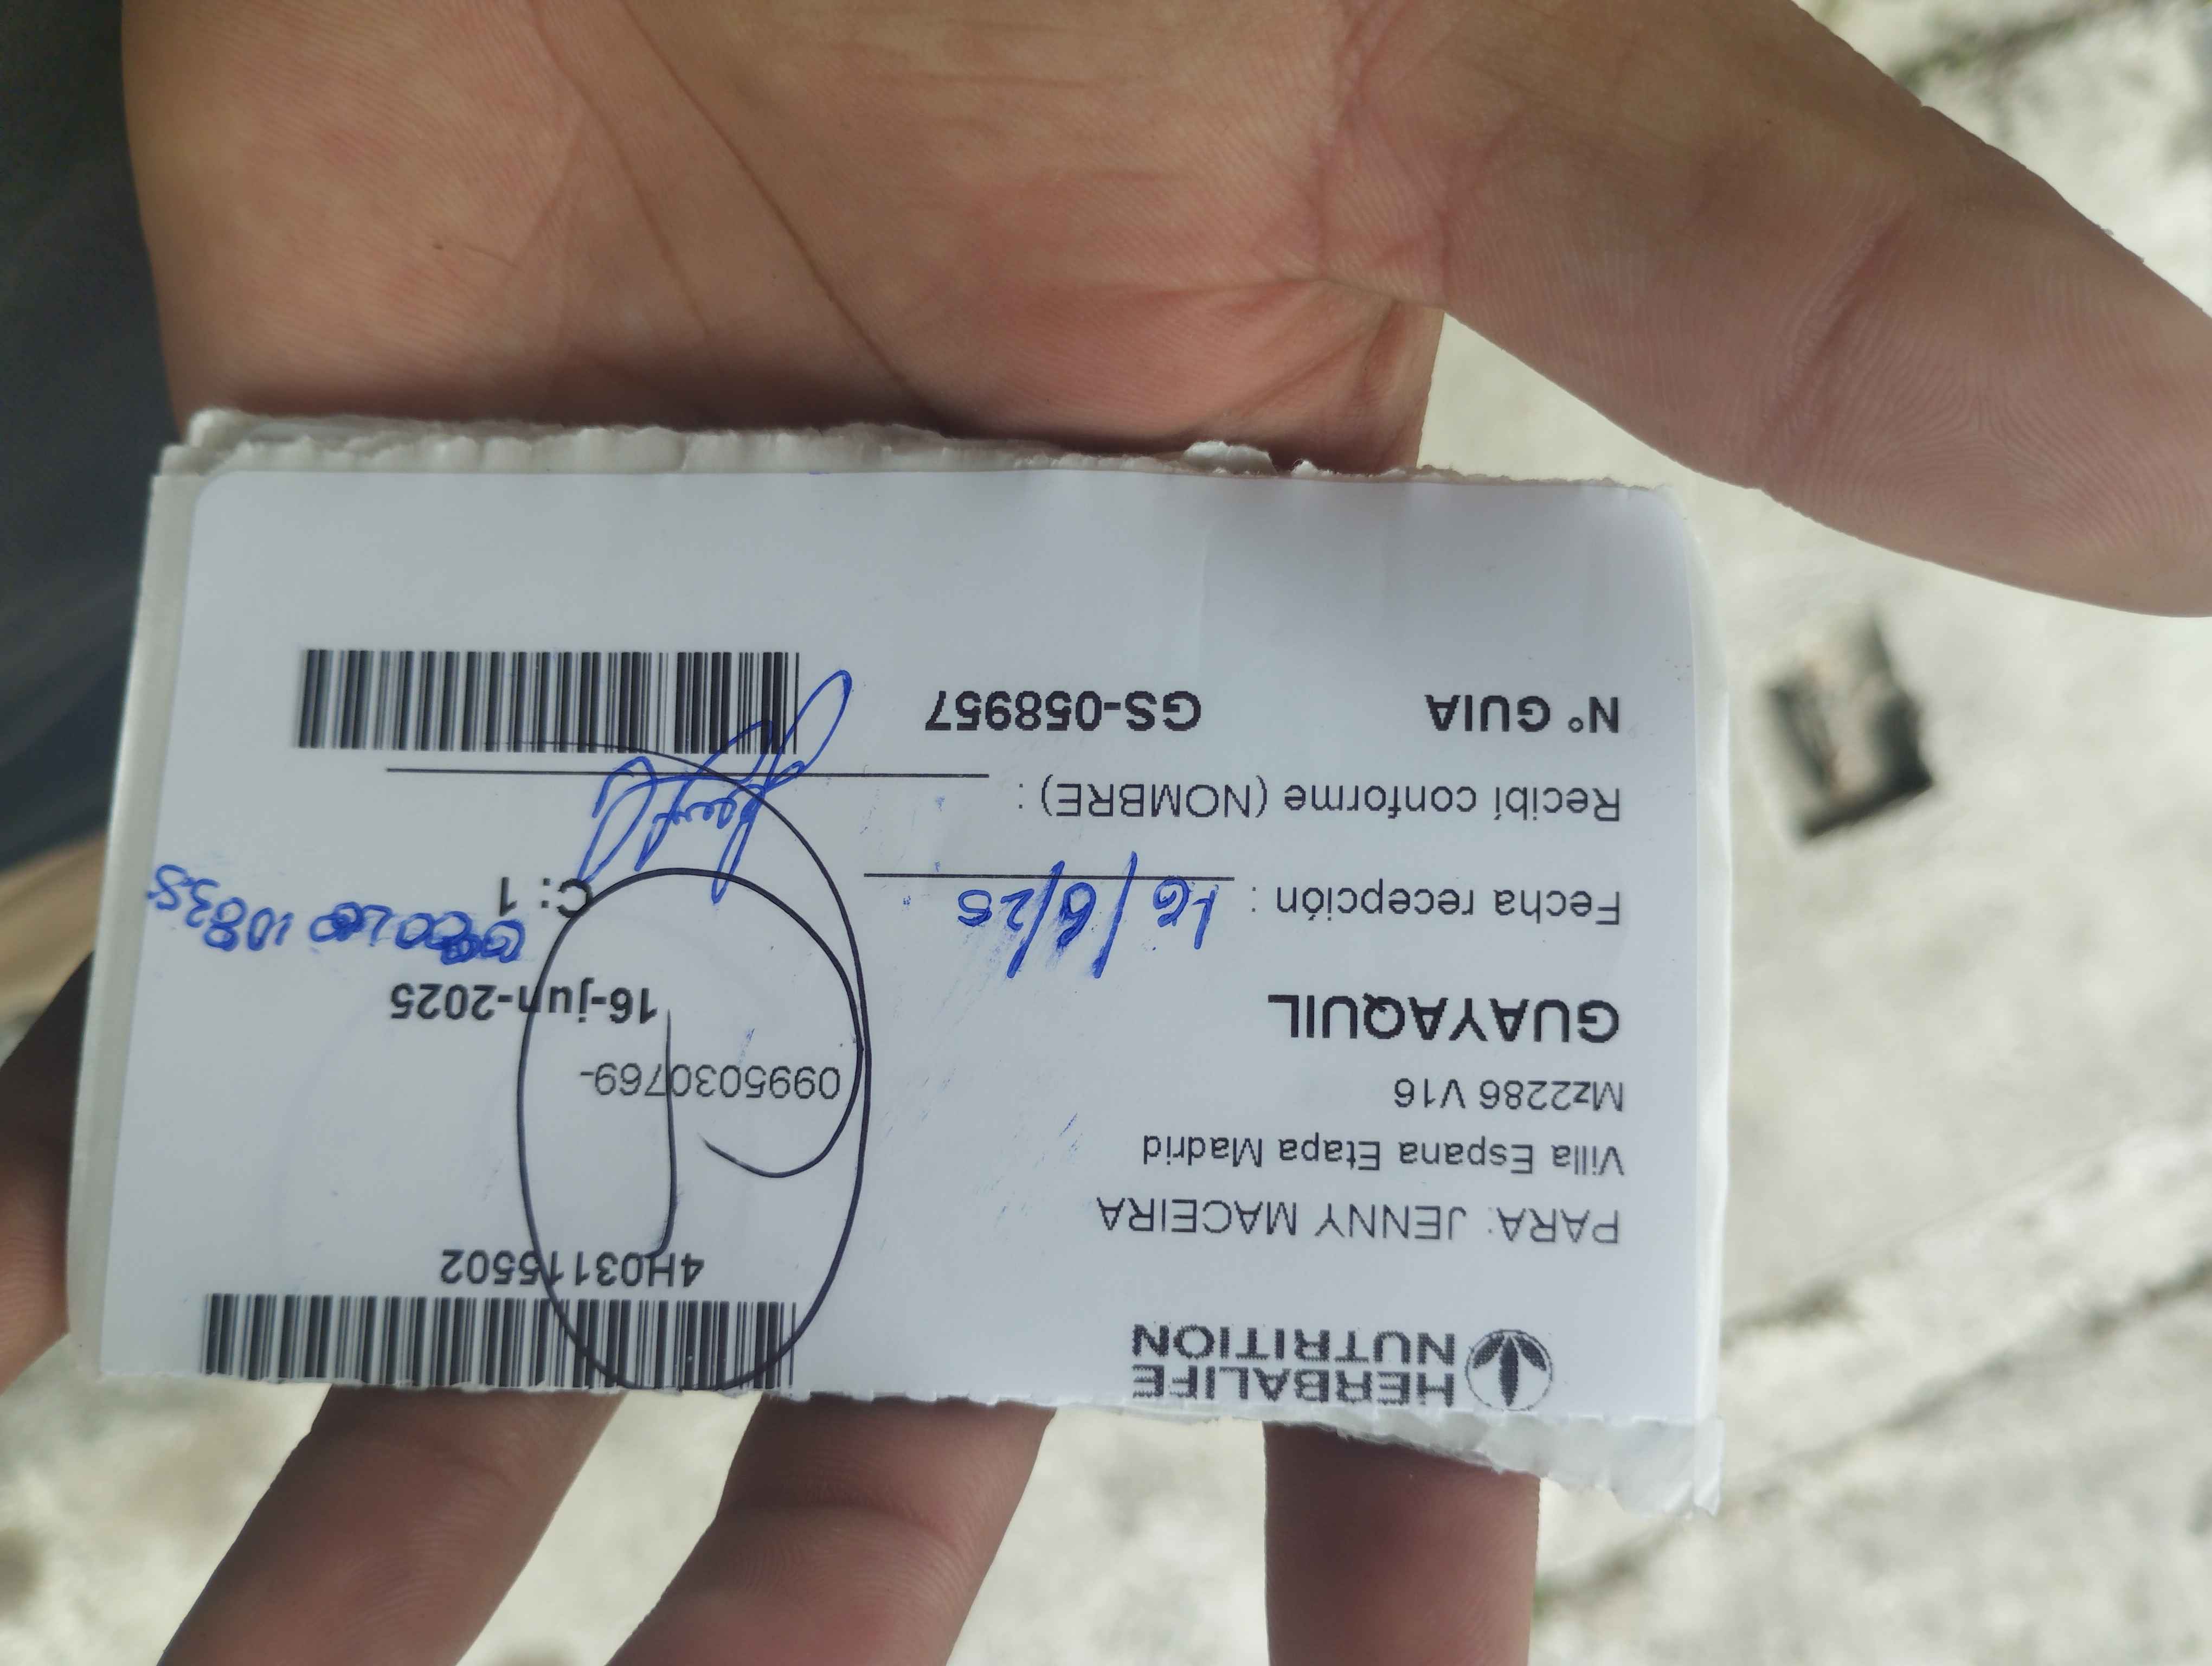 HERBALIFE
NUTRITION
4H03115502
PARA: JENNY MACEIRA
Villa Espana Etapa Madrid
Mz2286 V16
0995030769-
GUAYAQUIL
16-jun-2025
Fecha recepción : 16/6/25
C: 1
Recibí conforme (NOMBRE) :
N° GUIA GS-058957